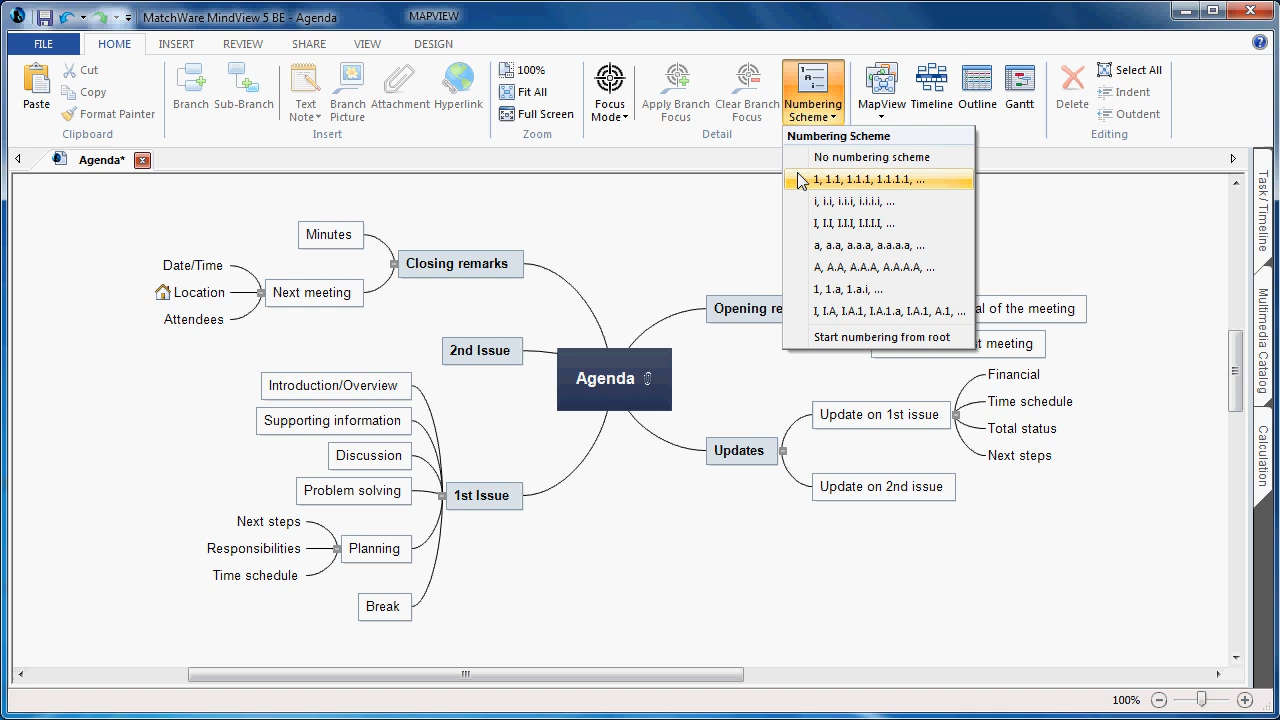 MatchWare MindView 5 BE - Agenda
MAPVIEW
FILE
HOME
INSERT
REVIEW
SHARE
VIEW
DESIGN
Paste
Cut
Copy
Format Painter
Clipboard
Branch
Sub-Branch
Text Note
Branch Picture
Attachment
Hyperlink
Insert
100%
Fit All
Full Screen
Zoom
Focus Mode
Apply Branch Focus
Clear Branch Focus
Numbering Scheme
Detail
MapView
Timeline
Outline
Gantt
Delete
Select All
Indent
Outdent
Editing
Agenda*
Numbering Scheme
No numbering scheme
1, 1.1, 1.1.1, 1.1.1.1, ...
i, i.i, i.i.i, i.i.i.i, ...
I, I.I, I.I.I, I.I.I.I, ...
a, a.a, a.a.a, a.a.a.a, ...
A, A.A, A.A.A, A.A.A.A, ...
1, 1.a, 1.a.i, ...
I, I.A, I.A.1, I.A.1.a, I.A.1, A.1, ...
Start numbering from root
Minutes
Closing remarks
Date/Time
Location
Attendees
Next meeting
2nd Issue
Agenda
Introduction/Overview
Supporting information
Discussion
Problem solving
1st Issue
Next steps
Responsibilities
Time schedule
Planning
Break
Opening re
of the meeting
meeting
Updates
Update on 1st issue
Financial
Time schedule
Total status
Next steps
Update on 2nd issue
Task / Timeline
Multimedia Catalog
Calculation
100%